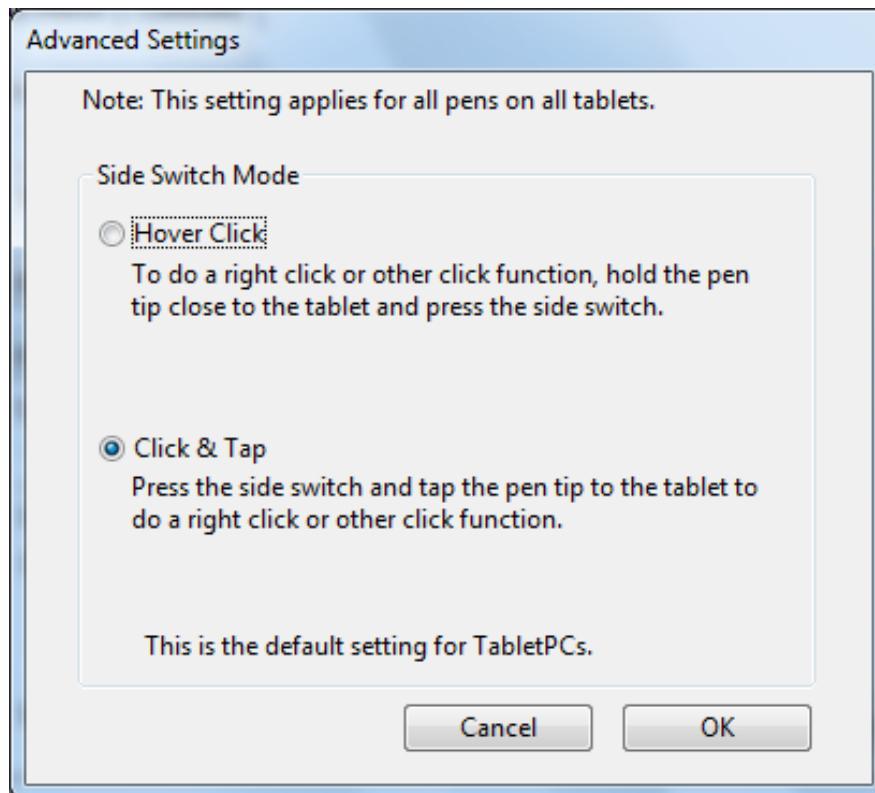 Advanced Settings
Note: This setting applies for all pens on all tablets.
Side Switch Mode
Hover Click
To do a right click or other click function, hold the pen
tip close to the tablet and press the side switch.
Click & Tap
Press the side switch and tap the pen tip to the tablet to
do a right click or other click function.
This is the default setting for TabletPCs.
Cancel OK